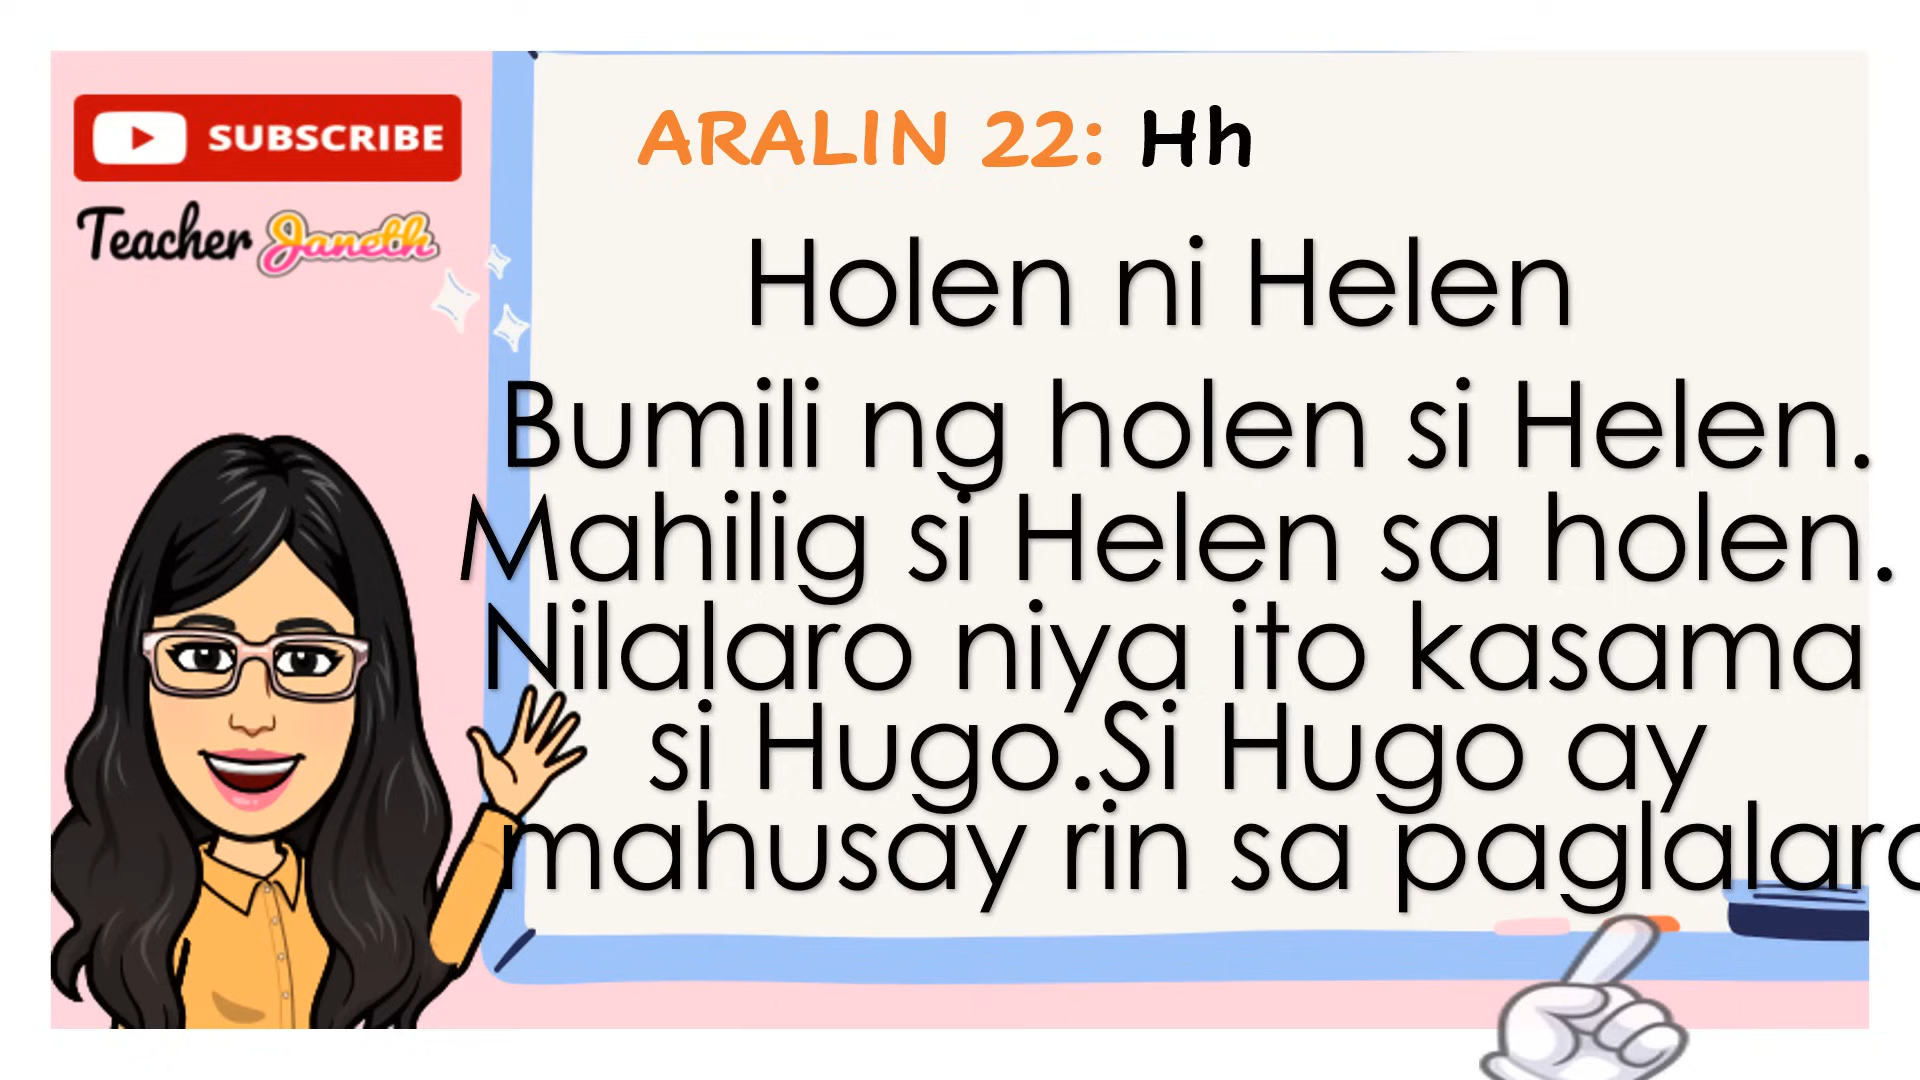 SUBSCRIBE
Teacher Janeth
ARALIN 22: Hh
Holen ni Helen
Bumili ng holen si Helen.
Mahilig si Helen sa holen.
Nilalaro niya ito kasama
si Hugo.Si Hugo ay
mahusay rin sa paglalaro